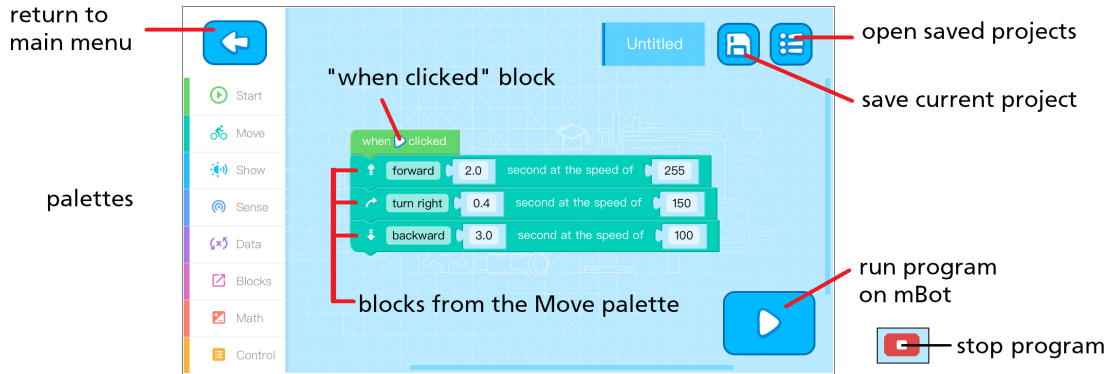 return to
main menu
Untitled
open saved projects
"when clicked" block
save current project
Start
Move
when clicked
Show
forward 2.0 second at the speed of 255
palettes
Sense
turn right 0.4 second at the speed of 150
Data
backward 3.0 second at the speed of 100
Blocks
run program
on mBot
blocks from the Move palette
Math
Control
stop program